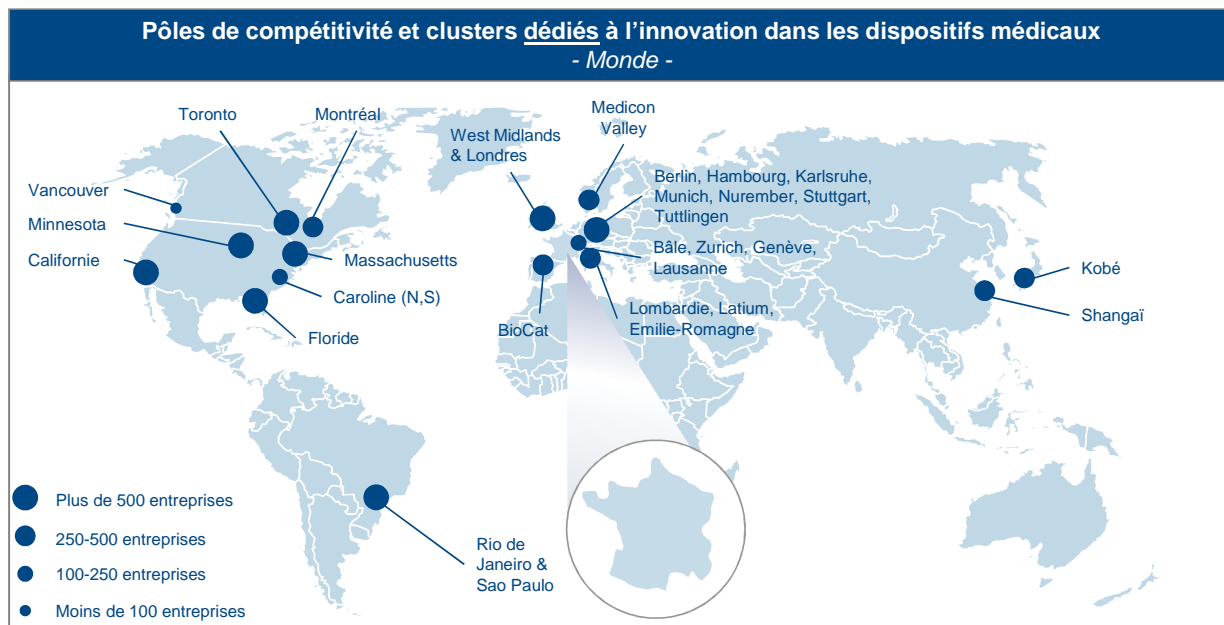 Pôles de compétitivité et clusters dédiés à l'innovation dans les dispositifs médicaux
- Monde -
Toronto
Montréal
Medicon
Valley
West Midlands
& Londres
Vancouver
Minnesota
Californie
Massachusetts
Caroline (N,S)
Floride
Berlin, Hambourg, Karlsruhe,
Munich, Nurember, Stuttgart,
Tuttlingen
Bâle, Zurich, Genève,
Lausanne
BioCat
Lombardie, Latium,
Emilie-Romagne
Kobé
Shangaï
Rio de
Janeiro &
Sao Paulo
Plus de 500 entreprises
250-500 entreprises
100-250 entreprises
Moins de 100 entreprises